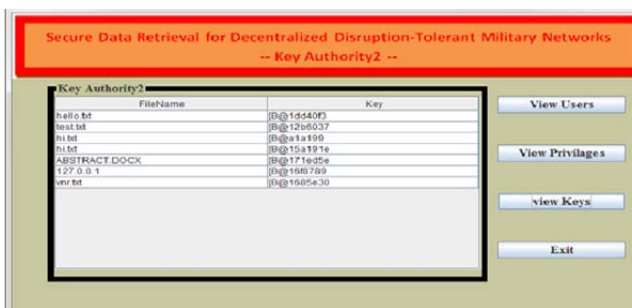 Secure Data Retrieval for Decentralized Disruption-Tolerant Military Networks
-- Key Authority2 --
Key Authority2
FileName Key
hello.txt [B@1dd40f3
test.txt [B@12b6037
hi.txt [B@a1a199
hi.txt [B@15a191e
ABSTRACT.DOCX [B@171ed5e
127.0.0.1 [B@16f8789
vnr.txt [B@1685e30
View Users
View Privilages
view Keys
Exit